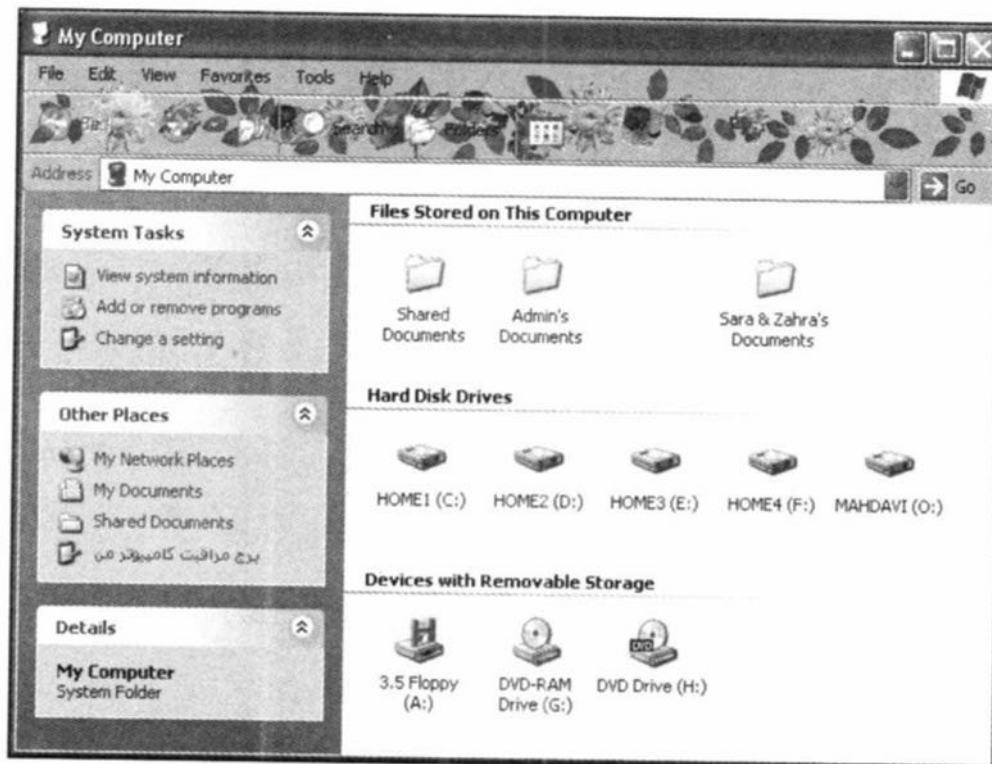 My Computer
File Edit View Favorites Tools Help
Search Folders
Address My Computer Go
System Tasks
View system information
Add or remove programs
Change a setting
Other Places
My Network Places
My Documents
Shared Documents
برج مراقبت کامپیوتر من
Details
My Computer
System Folder
Files Stored on This Computer
Shared
Documents
Admin's
Documents
Sara & Zahra's
Documents
Hard Disk Drives
HOME1 (C:) HOME2 (D:) HOME3 (E:) HOME4 (F:) MAHDAVI (O:)
Devices with Removable Storage
3.5 Floppy
(A:)
DVD-RAM
Drive (G:)
DVD
DVD Drive (H:)